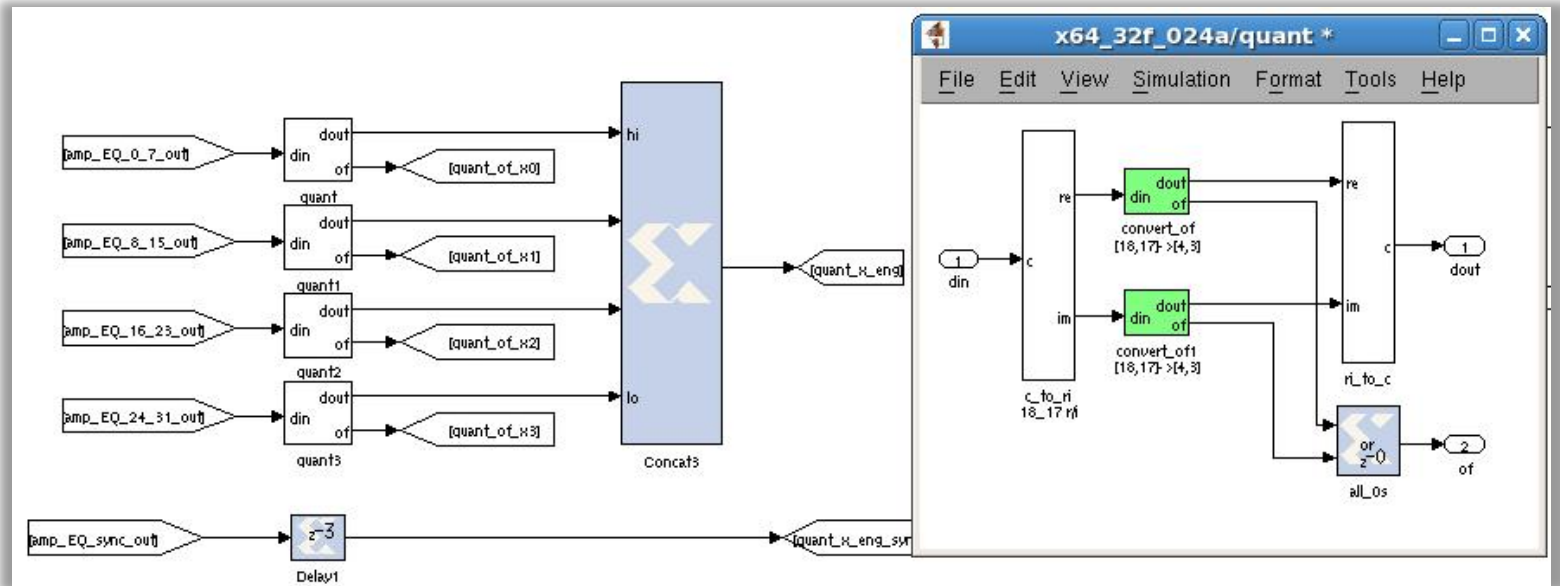 [amp_EQ_0_7_out]
din
dout
of
quant
[quant_of_x0]
[amp_EQ_8_15_out]
din
dout
of
quant1
[quant_of_x1]
[amp_EQ_16_23_out]
din
dout
of
quant2
[quant_of_x2]
[amp_EQ_24_31_out]
din
dout
of
quant3
[quant_of_x3]
hi
lo
Concat3
[quant_x_eng]
[amp_EQ_sync_out]
z-3
Delay1
x64_32f_024a/quant *
File Edit View Simulation Format Tools Help
1
din
c
re
im
c_to_ri
18_17 r/i
din
dout
of
convert_of
[18,17]->[4,3]
din
dout
of
convert_of1
[18,17]->[4,3]
re
im
c
ri_to_c
1
dout
or
z-0
all_0s
2
of